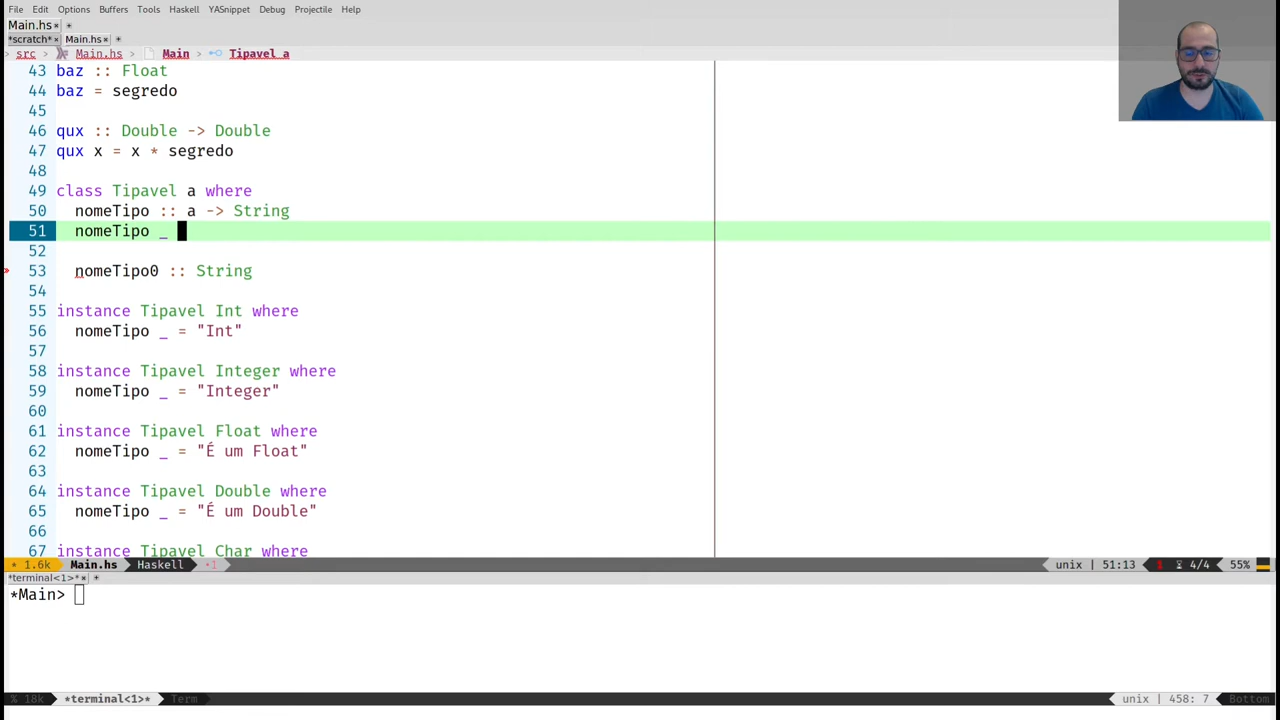 File Edit Options Buffers Tools Haskell YASnippet Debug Projectile Help
Main.hs× +
*scratch*× Main.hs× +
> src > Main.hs > Main > Tipavel a
43 baz :: Float
44 baz = segredo
45
46 qux :: Double -> Double
47 qux x = x * segredo
48
49 class Tipavel a where
50 nomeTipo :: a -> String
51 nomeTipo _
52
» 53 nomeTipo0 :: String
54
55 instance Tipavel Int where
56 nomeTipo _ = "Int"
57
58 instance Tipavel Integer where
59 nomeTipo _ = "Integer"
60
61 instance Tipavel Float where
62 nomeTipo _ = "É um Float"
63
64 instance Tipavel Double where
65 nomeTipo _ = "É um Double"
66
67 instance Tipavel Char where
* 1.6k Main.hs Haskell •1 unix | 51:13 4/4 55%
*terminal<1>*× +
*Main>
% 18k *terminal<1>* Term unix | 458: 7 Bottom